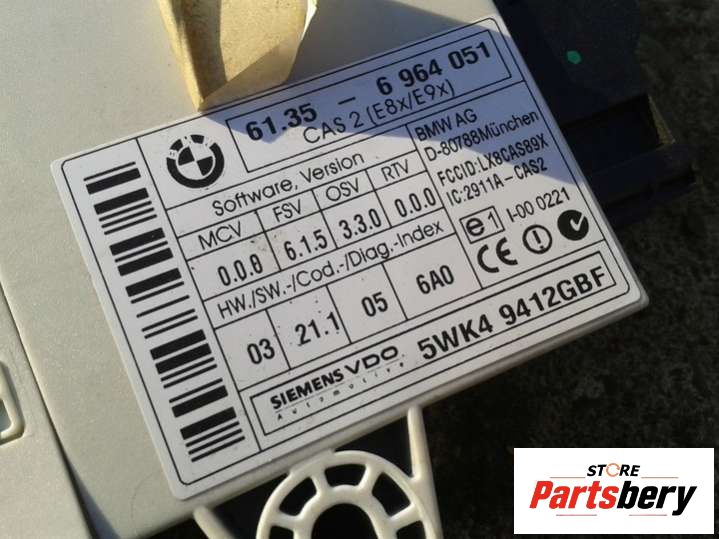 61.35 - 6 964 051
CAS 2 (E8x/E9x)
Software, Version
MCV FSV OSV RTV
0.0.0 6.1.5 3.3.0 0.0.0
HW.-/SW.-/Cod.-/Diag.-Index
03 21.1 05 6A0
BMW AG
D-80788München
FCCID:LX8CAS89X
IC:2911A-CAS2
e1 I-00 0221
CE
SIEMENS VDO
Automotive
5WK4 9412GBF
STORE
Partsbery